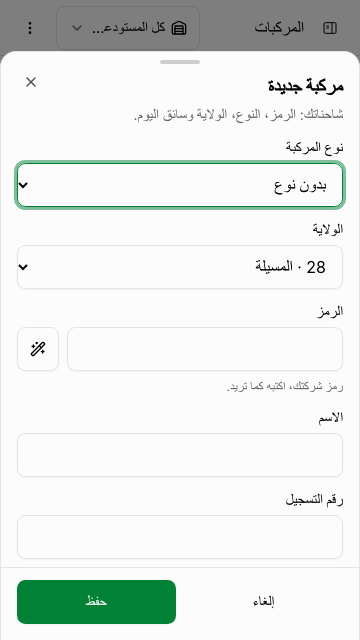 المركبات
كل المستودعـ...
مركبة جديدة
شاحناتك: الرمز، النوع، الولاية وسائق اليوم.
نوع المركبة
بدون نوع
الولاية
28 · المسيلة
الرمز
رمز شركتك، اكتبه كما تريد.
الاسم
رقم التسجيل
إلغاء
حفظ